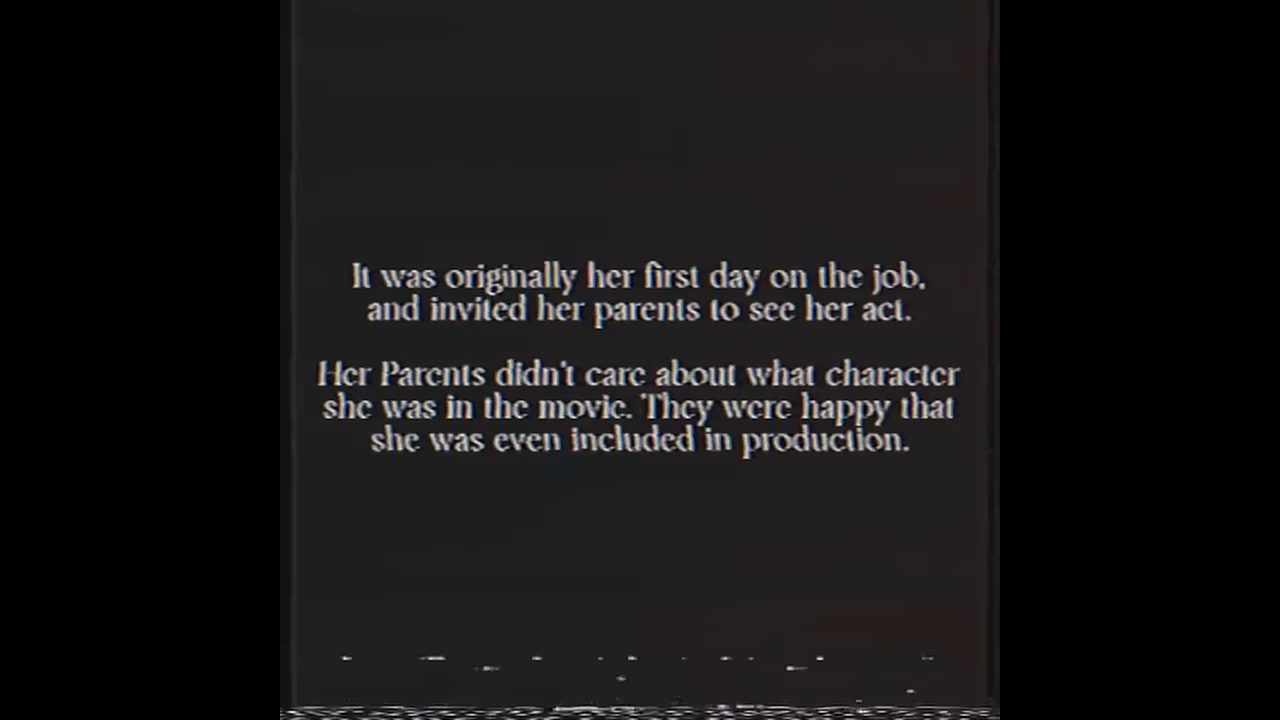 It was originally her first day on the job,
and invited her parents to see her act.
Her Parents didn't care about what character
she was in the movie. They were happy that
she was even included in production.